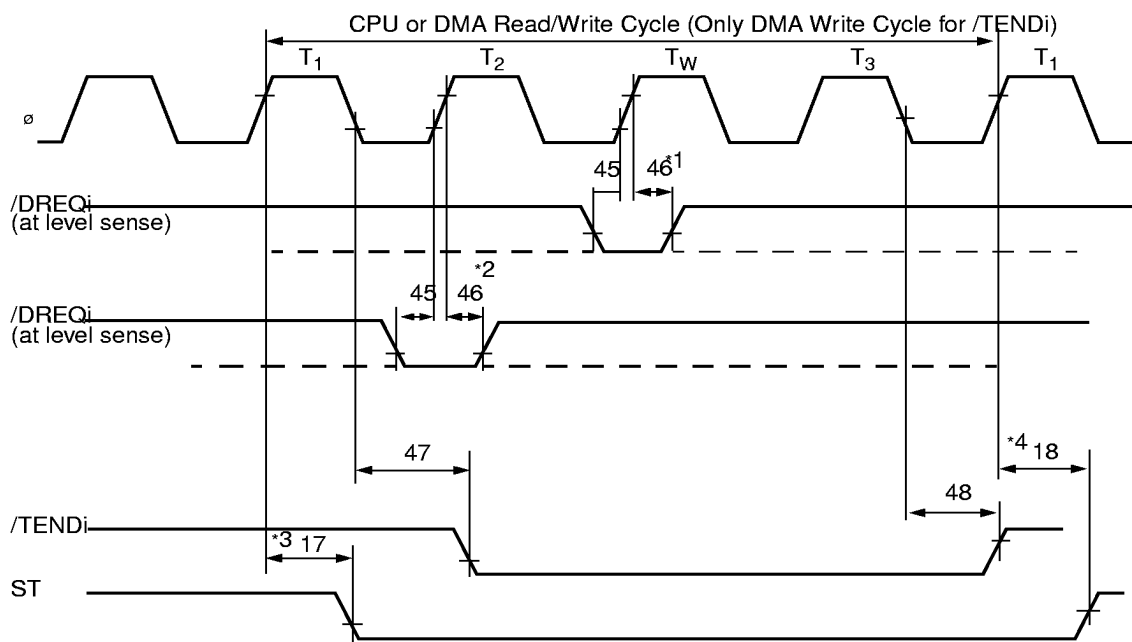 CPU or DMA Read/Write Cycle (Only DMA Write Cycle for /TENDi)
T1 T2 TW T3 T1
ø
45 46 *1
/DREQi
(at level sense)
*2
45 46
/DREQi
(at level sense)
47
*4 18
48
/TENDi
*3 17
ST